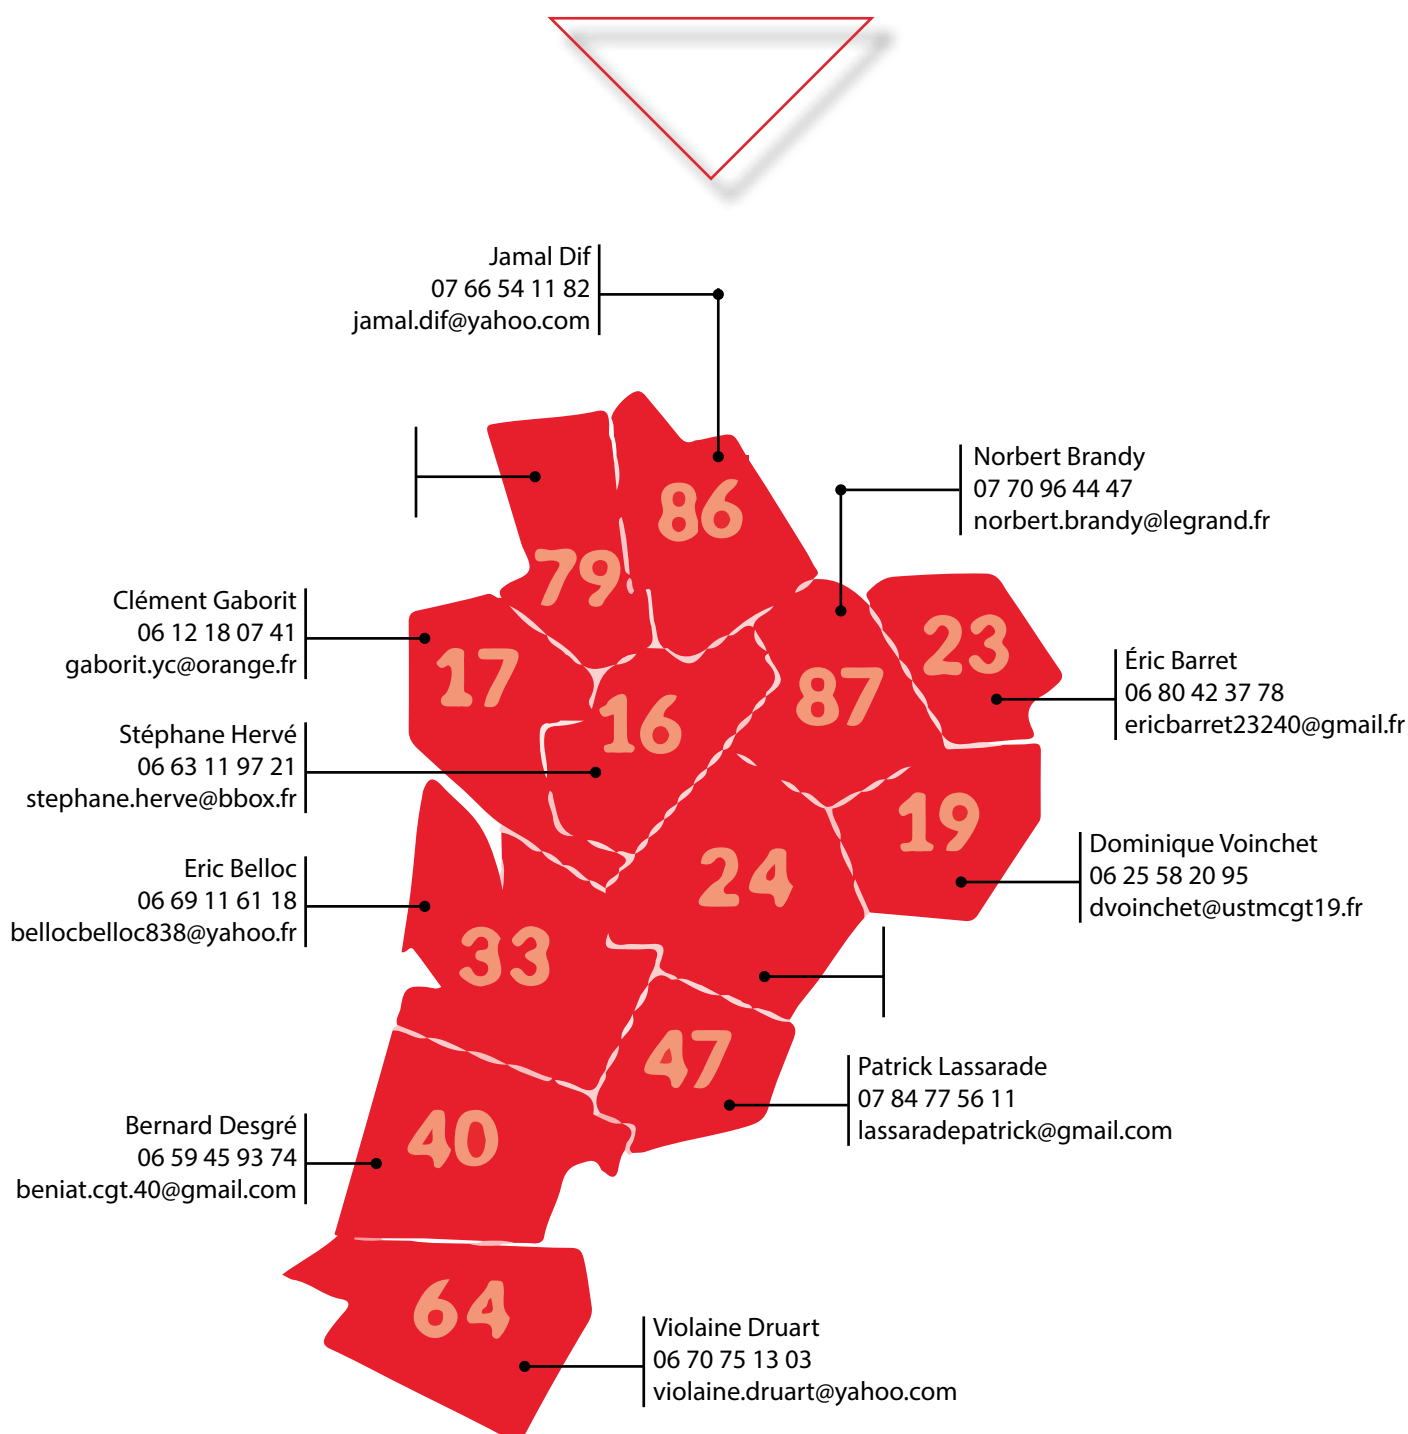 Jamal Dif
07 66 54 11 82
jamal.dif@yahoo.com
Norbert Brandy
07 70 96 44 47
norbert.brandy@legrand.fr
86
79
Clément Gaborit
06 12 18 07 41
gaborit.yc@orange.fr
17
23
Éric Barret
06 80 42 37 78
ericbarret23240@gmail.fr
87
16
Stéphane Hervé
06 63 11 97 21
stephane.herve@bbox.fr
19
Dominique Voinchet
06 25 58 20 95
dvoinchet@ustmcgt19.fr
24
Eric Belloc
06 69 11 61 18
bellocbelloc838@yahoo.fr
33
47
Patrick Lassarade
07 84 77 56 11
lassaradepatrick@gmail.com
40
Bernard Desgré
06 59 45 93 74
beniat.cgt.40@gmail.com
64
Violaine Druart
06 70 75 13 03
violaine.druart@yahoo.com